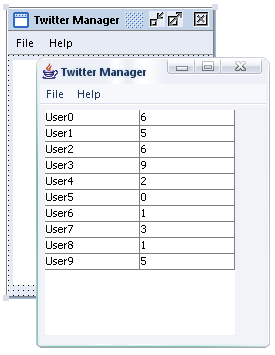 Twitter Manager
File Help
Twitter Manager
File Help
User0 6
User1 5
User2 6
User3 9
User4 2
User5 0
User6 1
User7 3
User8 1
User9 5